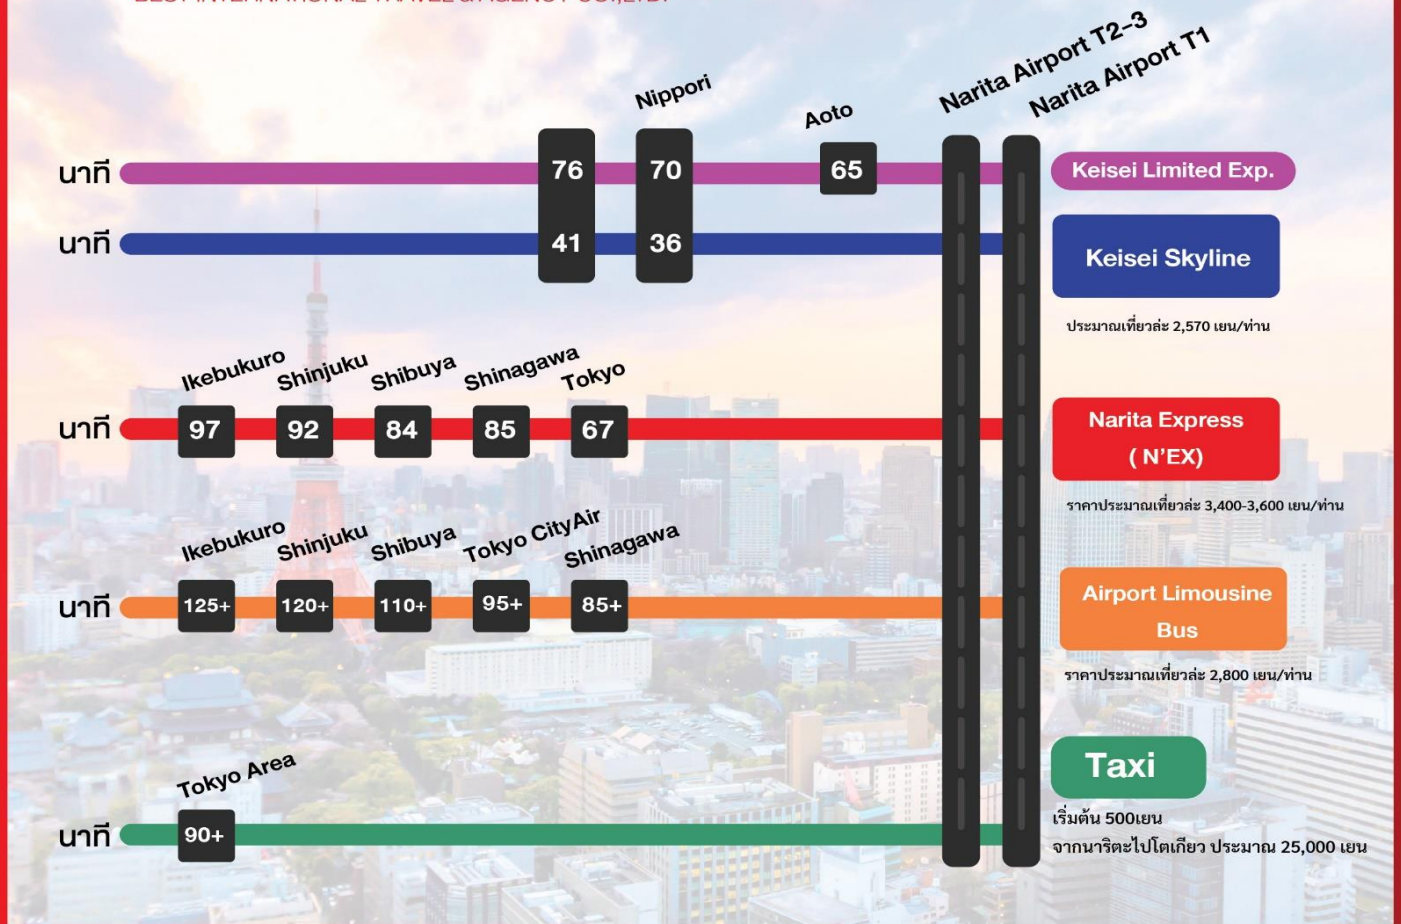 BEST INTERNATIONAL TRAVEL & AGENCY CO.,LTD.
Narita Airport T2-3
Narita Airport T1
Nippori
Aoto
นาที
76
70
65
Keisei Limited Exp.
นาที
41
36
Keisei Skyline
ประมาณเที่ยวล่ะ 2,570 เยน/ท่าน
Ikebukuro
Shinjuku
Shibuya
Shinagawa
Tokyo
นาที
97
92
84
85
67
Narita Express
( N'EX)
ราคาประมาณเที่ยวล่ะ 3,400-3,600 เยน/ท่าน
Ikebukuro
Shinjuku
Shibuya
Tokyo CityAir
Shinagawa
นาที
125+
120+
110+
95+
85+
Airport Limousine
Bus
ราคาประมาณเที่ยวล่ะ 2,800 เยน/ท่าน
Tokyo Area
นาที
90+
Taxi
เริ่มต้น 500เยน
จากนาริตะไปโตเกียว ประมาณ 25,000 เยน